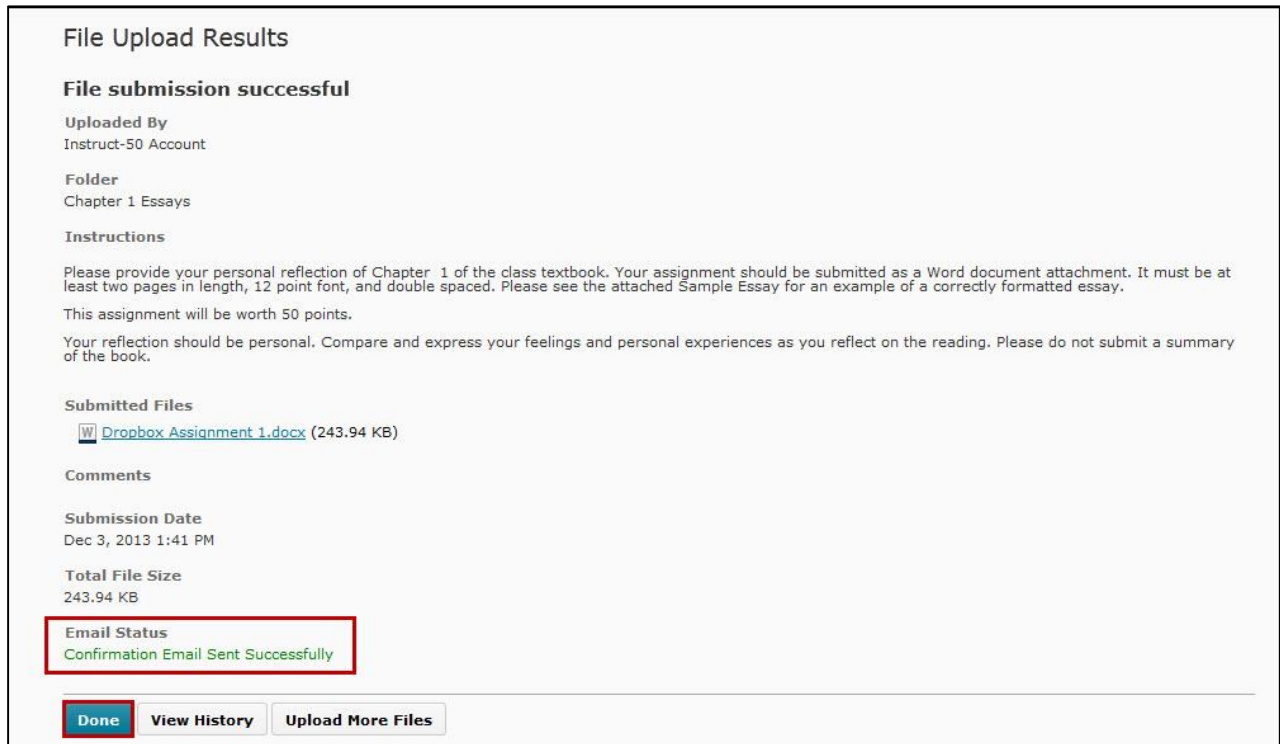 File Upload Results
File submission successful
Uploaded By
Instruct-50 Account
Folder
Chapter 1 Essays
Instructions
Please provide your personal reflection of Chapter  1 of the class textbook. Your assignment should be submitted as a Word document attachment. It must be at
least two pages in length, 12 point font, and double spaced. Please see the attached Sample Essay for an example of a correctly formatted essay.
This assignment will be worth 50 points.
Your reflection should be personal. Compare and express your feelings and personal experiences as you reflect on the reading. Please do not submit a summary
of the book.
Submitted Files
W Dropbox Assignment 1.docx (243.94 KB)
Comments
Submission Date
Dec 3, 2013 1:41 PM
Total File Size
243.94 KB
Email Status
Confirmation Email Sent Successfully
Done View History Upload More Files